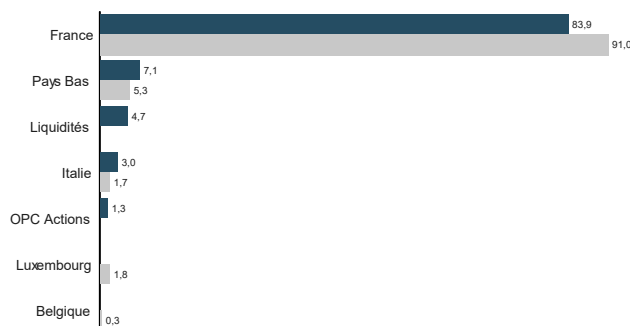 France 83,9
91,0
Pays Bas 7,1
5,3
Liquidités 4,7
Italie 3,0
1,7
OPC Actions 1,3
Luxembourg 1,8
Belgique 0,3